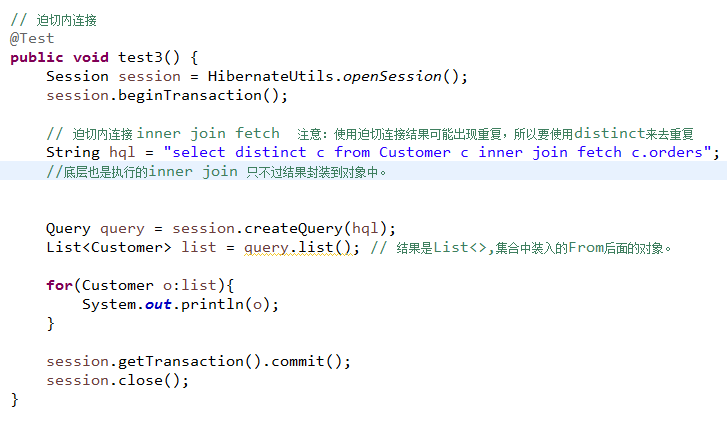 // 迫切内连接
@Test
public void test3() {
    Session session = HibernateUtils.openSession();
    session.beginTransaction();
    // 迫切内连接 inner join fetch  注意: 使用迫切连接结果可能出现重复，所以要使用distinct来去重复
    String hql = "select distinct c from Customer c inner join fetch c.orders";
    //底层也是执行的inner join 只不过结果封装到对象中。
    Query query = session.createQuery(hql);
    List<Customer> list = query.list(); // 结果是List<>,集合中装入的From后面的对象。
    for(Customer o:list){
        System.out.println(o);
    }
    session.getTransaction().commit();
    session.close();
}